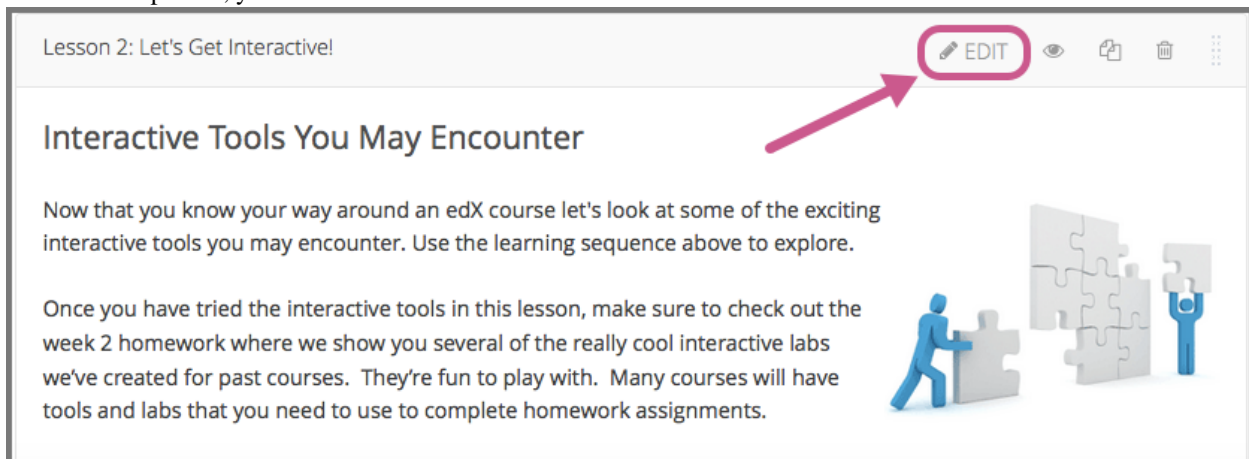 Lesson 2: Let's Get Interactive!
EDIT
Interactive Tools You May Encounter
Now that you know your way around an edX course let's look at some of the exciting
interactive tools you may encounter. Use the learning sequence above to explore.
Once you have tried the interactive tools in this lesson, make sure to check out the
week 2 homework where we show you several of the really cool interactive labs
we've created for past courses.  They're fun to play with.  Many courses will have
tools and labs that you need to use to complete homework assignments.